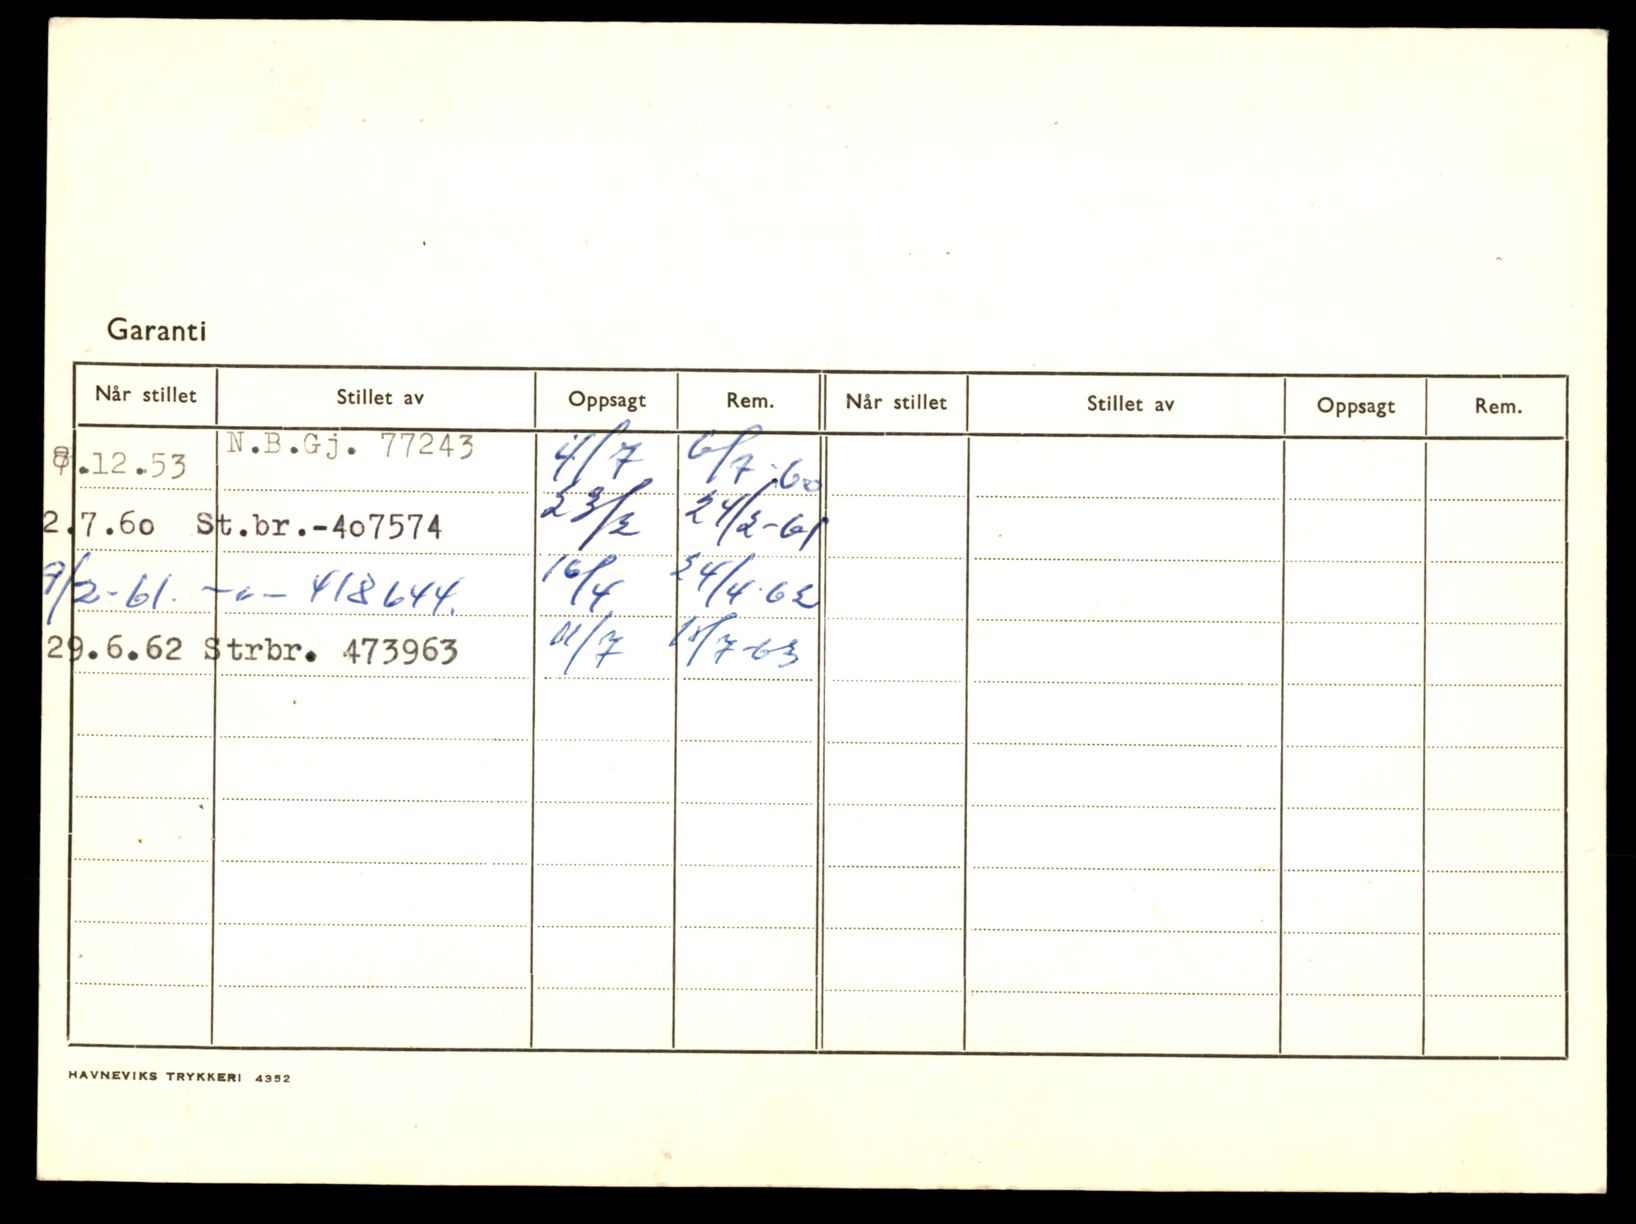 Garanti
Når stillet Stillet av Oppsagt Rem. Når stillet Stillet av Oppsagt Rem.
8.12.53 N.B.Gj. 77243 4/7 6/7-60
2.7.60 St.br.-407574 23/2 24/2-61
9/2-61. -"- 418644. 16/4 24/4-62
29.6.62 Strbr. 473963 /7 /7-63
HAVNEVIKS TRYKKERI 4352